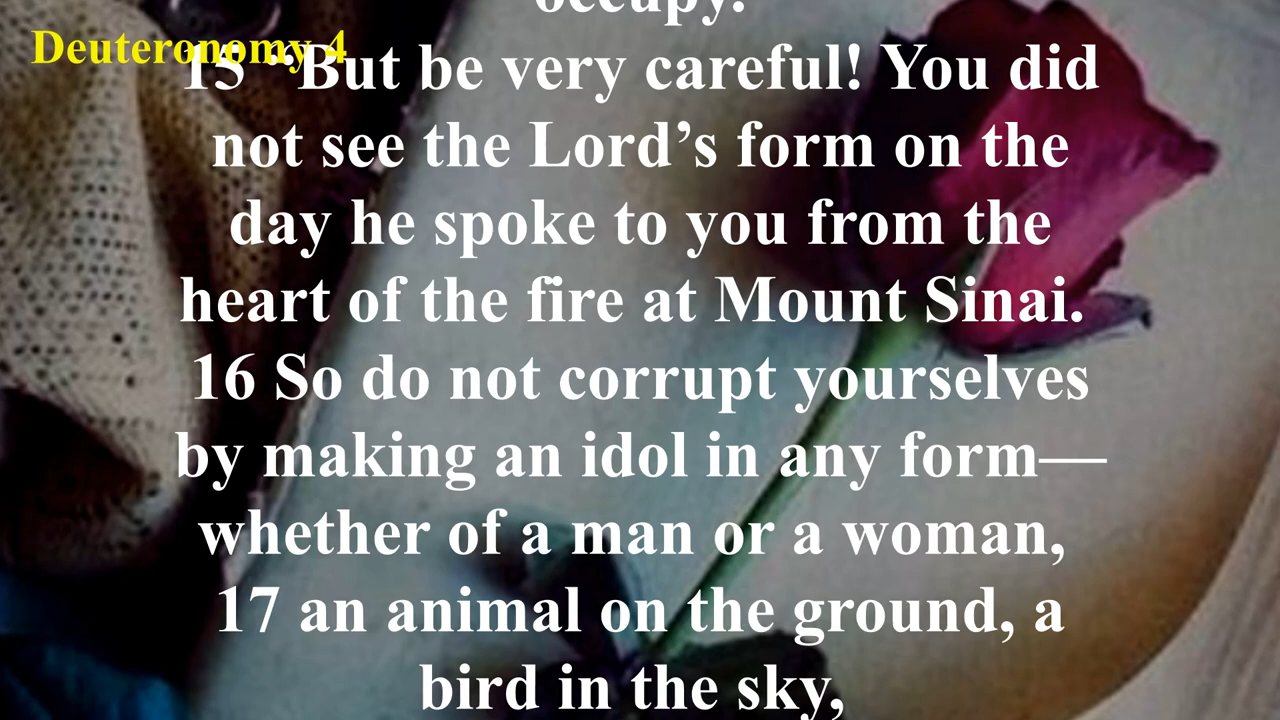 occupy.
Deuteronomy 4
15 “But be very careful! You did
not see the Lord’s form on the
day he spoke to you from the
heart of the fire at Mount Sinai.
16 So do not corrupt yourselves
by making an idol in any form—
whether of a man or a woman,
17 an animal on the ground, a
bird in the sky,